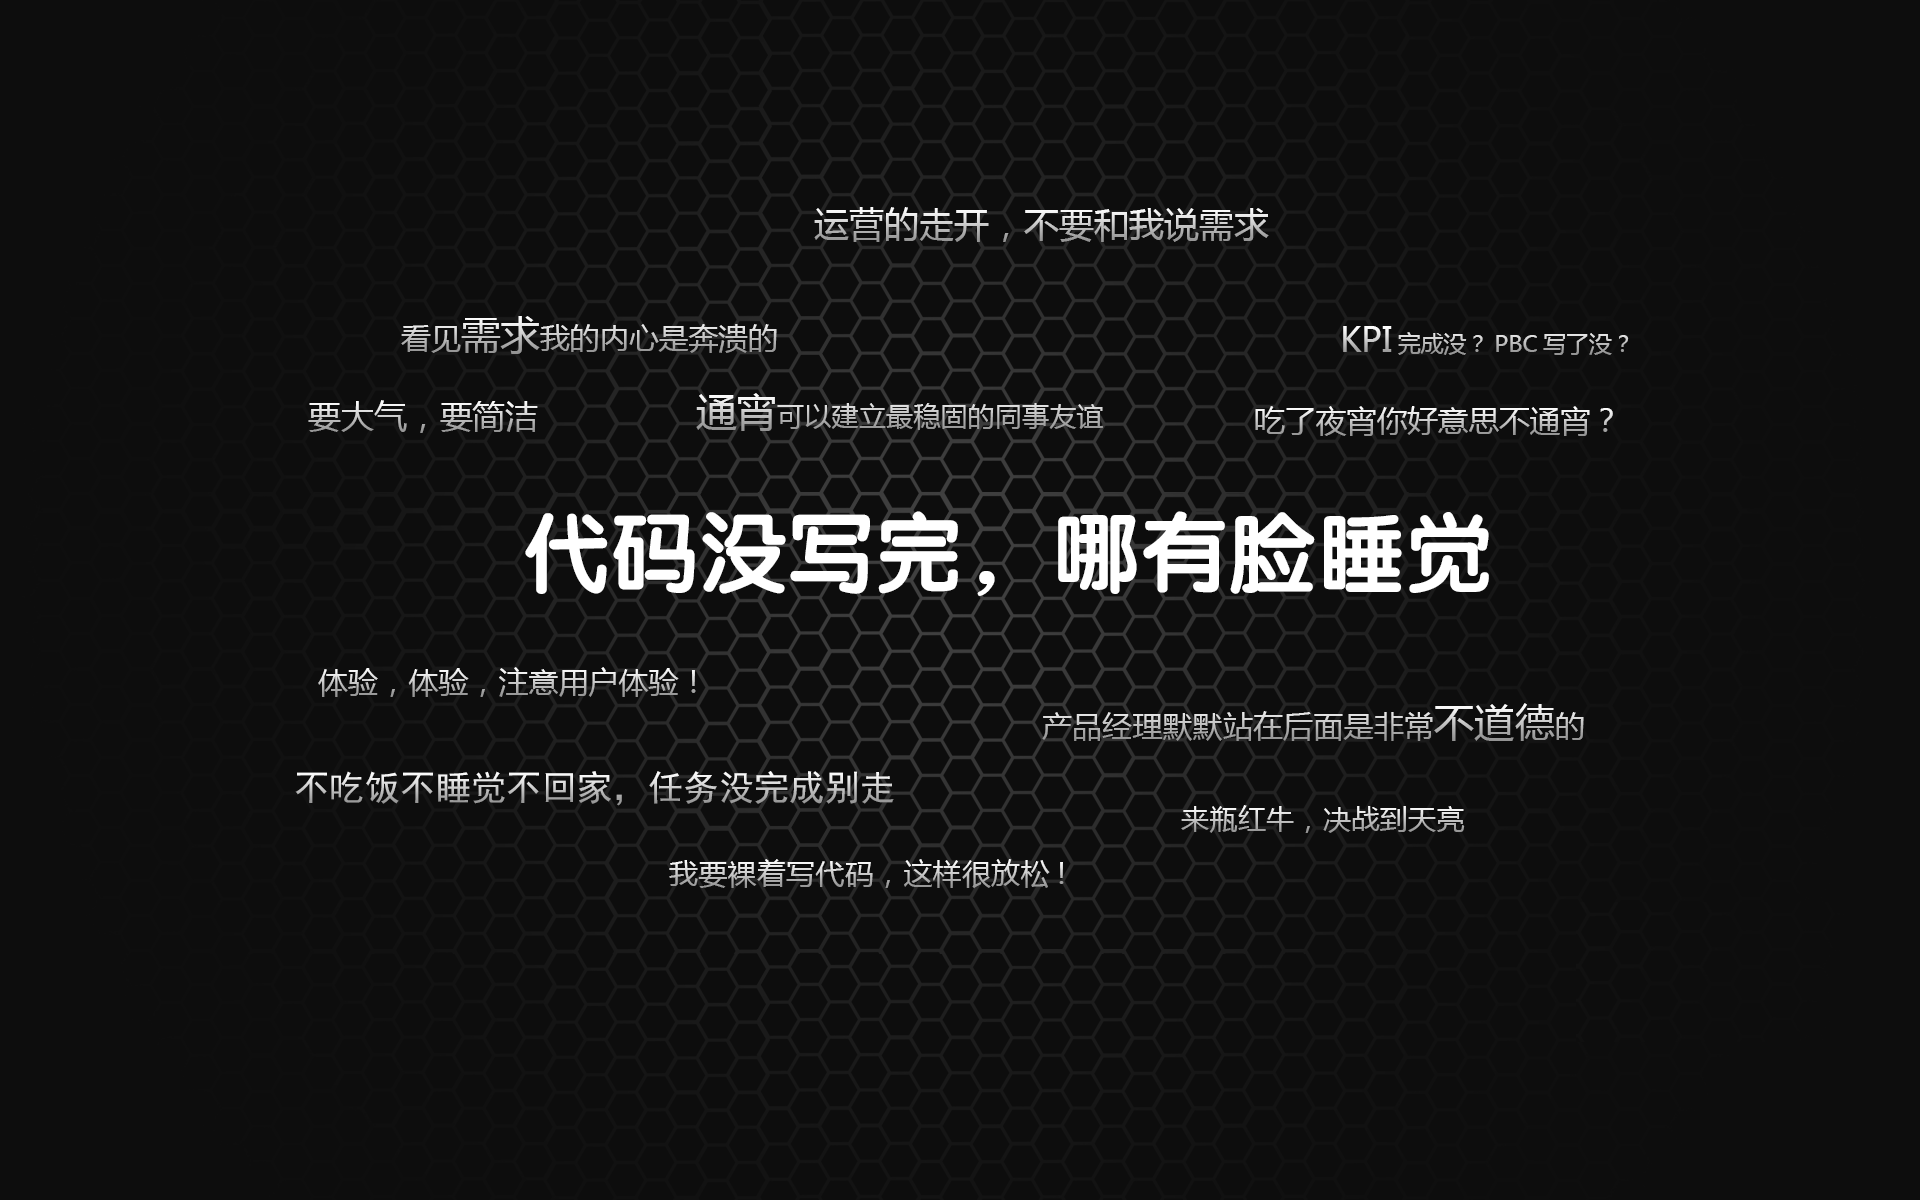 运营的走开，不要和我说需求
看见需求我的内心是奔溃的
KPI 完成没？ PBC 写了没？
要大气，要简洁
通宵可以建立最稳固的同事友谊
吃了夜宵你好意思不通宵？
代码没写完，哪有脸睡觉
体验，体验，注意用户体验！
产品经理默默站在后面是非常不道德的
不吃饭不睡觉不回家，任务没完成别走
来瓶红牛，决战到天亮
我要裸着写代码，这样很放松！